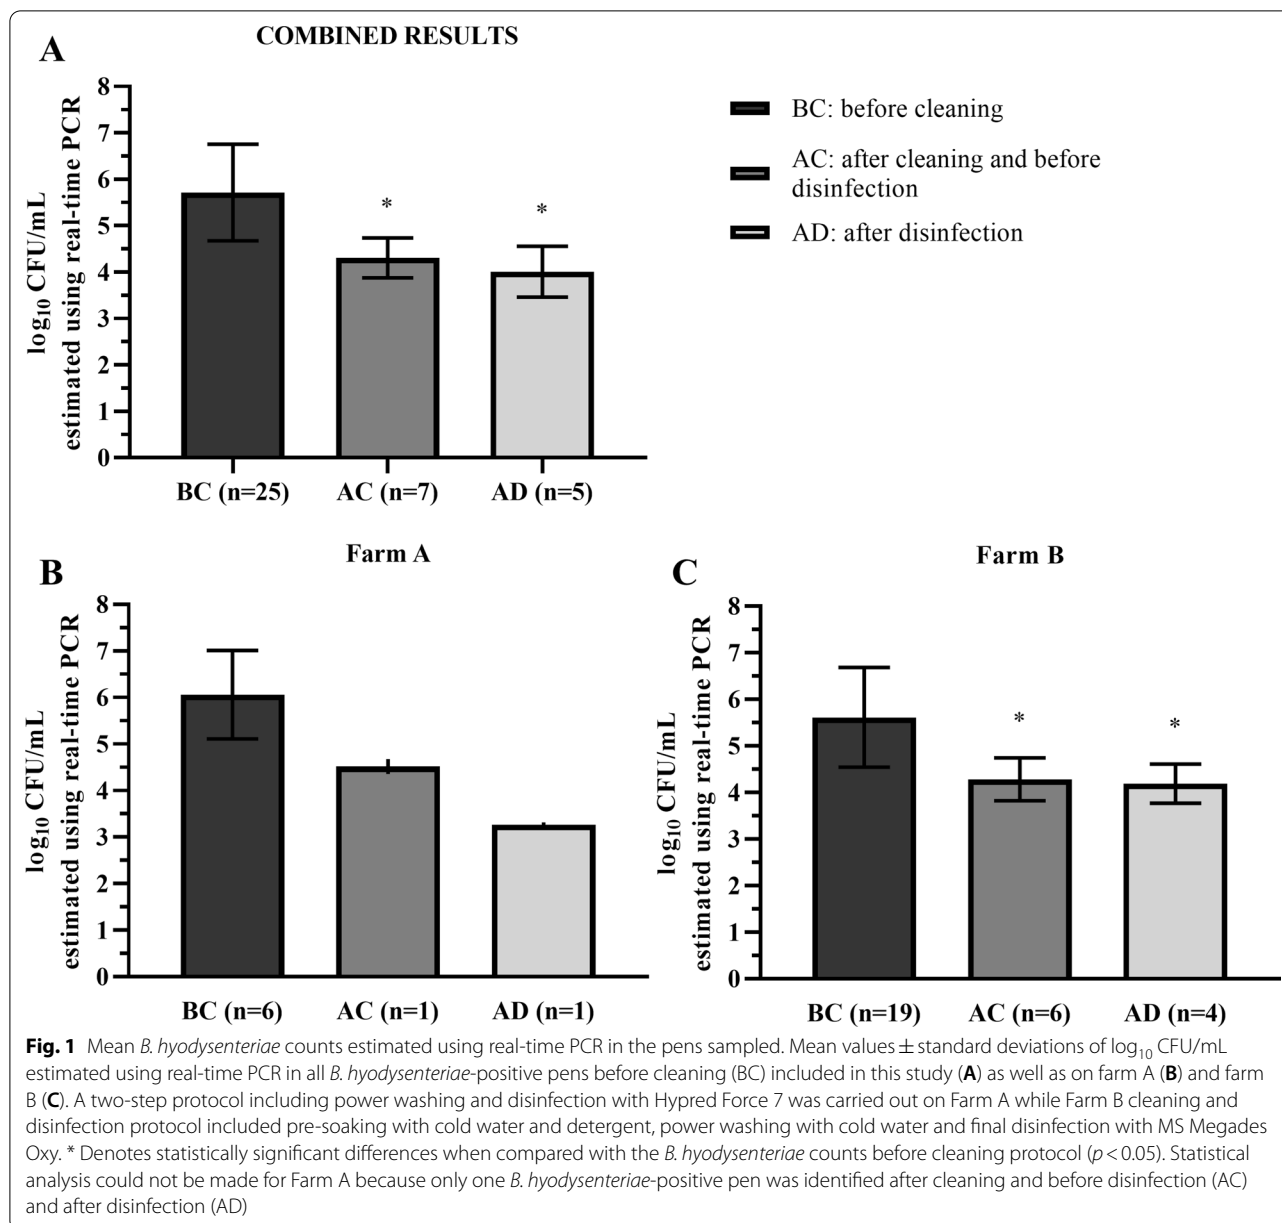 A
COMBINED RESULTS
log₁₀ CFU/mL
estimated using real-time PCR
8
7
6
5
4
3
2
1
0
*
*
BC (n=25)
AC (n=7)
AD (n=5)
BC: before cleaning
AC: after cleaning and before
disinfection
AD: after disinfection
B
Farm A
log₁₀ CFU/mL
estimated using real-time PCR
8
7
6
5
4
3
2
1
0
BC (n=6)
AC (n=1)
AD (n=1)
C
Farm B
log₁₀ CFU/mL
estimated using real-time PCR
8
7
6
5
4
3
2
1
0
*
*
BC (n=19)
AC (n=6)
AD (n=4)
Fig. 1 Mean B. hyodysenteriae counts estimated using real-time PCR in the pens sampled. Mean values ± standard deviations of log₁₀ CFU/mL
estimated using real-time PCR in all B. hyodysenteriae-positive pens before cleaning (BC) included in this study (A) as well as on farm A (B) and farm
B (C). A two-step protocol including power washing and disinfection with Hypred Force 7 was carried out on Farm A while Farm B cleaning and
disinfection protocol included pre-soaking with cold water and detergent, power washing with cold water and final disinfection with MS Megades
Oxy. * Denotes statistically significant differences when compared with the B. hyodysenteriae counts before cleaning protocol (p < 0.05). Statistical
analysis could not be made for Farm A because only one B. hyodysenteriae-positive pen was identified after cleaning and before disinfection (AC)
and after disinfection (AD)